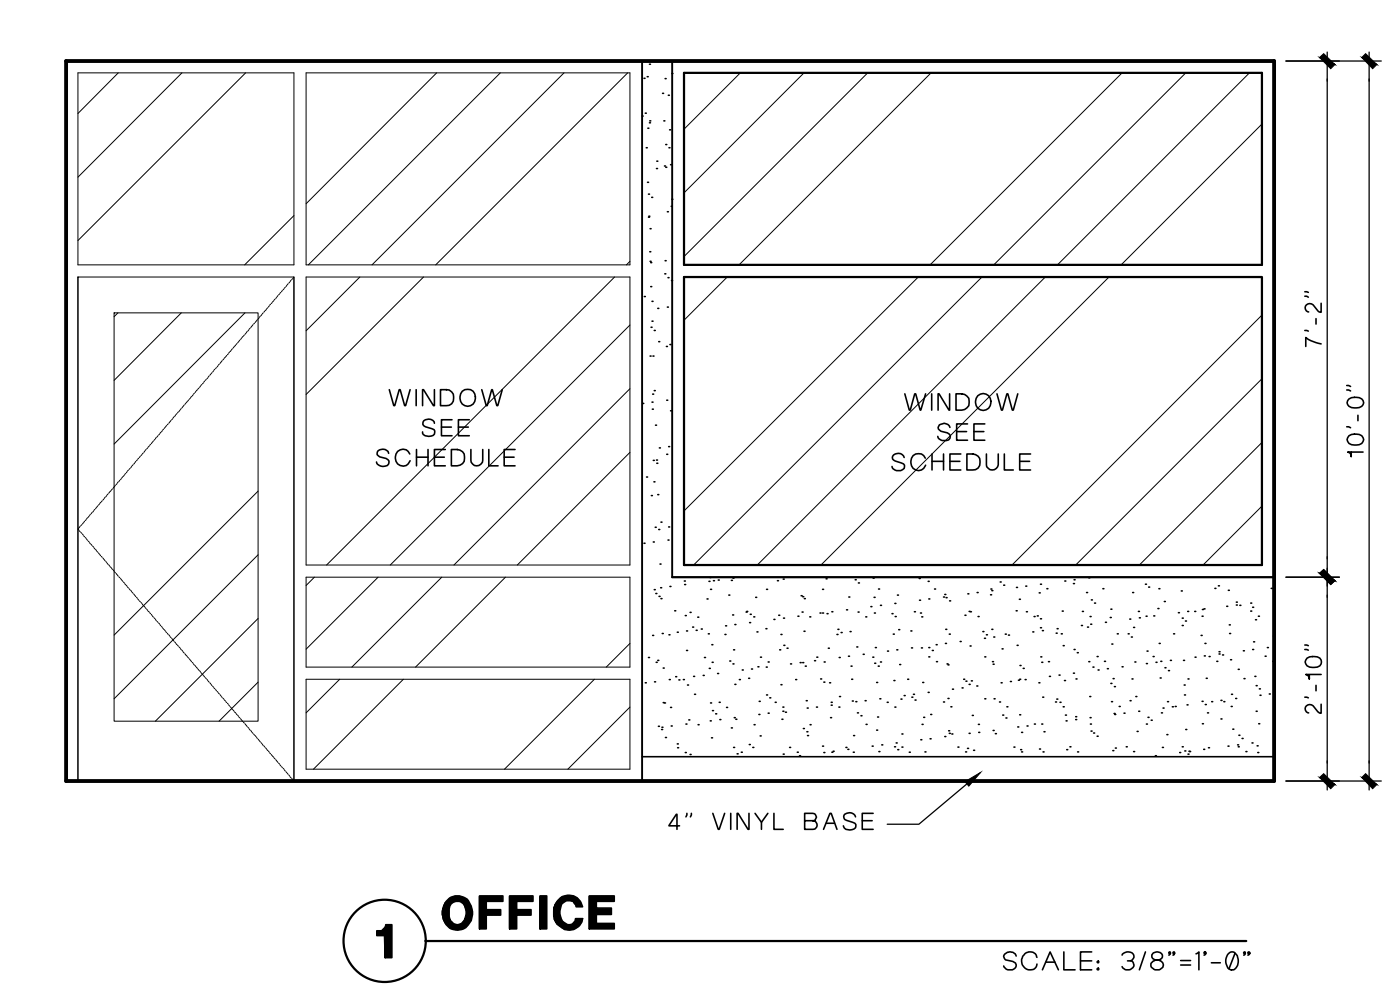 WINDOW
SEE
SCHEDULE
WINDOW
SEE
SCHEDULE
7'-2"
10'-0"
2'-10"
4" VINYL BASE
1 OFFICE
SCALE: 3/8"=1'-0"